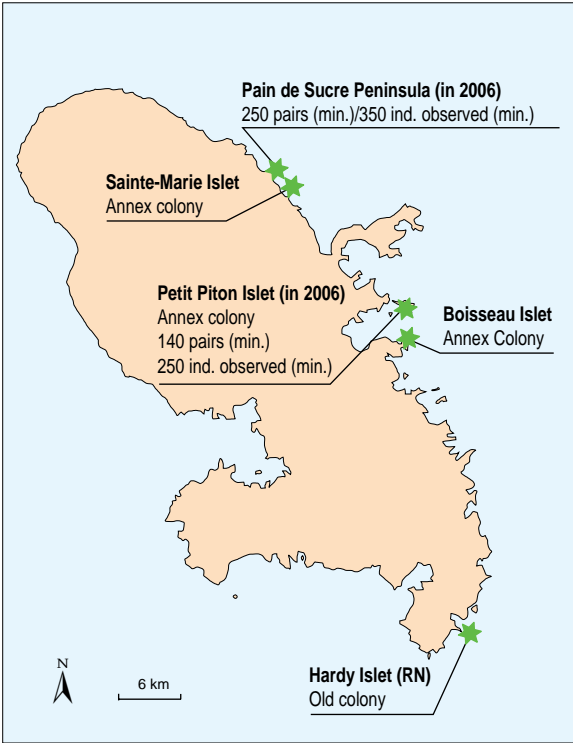 Pain de Sucre Peninsula (in 2006)
250 pairs (min.)/350 ind. observed (min.)
Sainte-Marie Islet
Annex colony
Petit Piton Islet (in 2006)
Annex colony
140 pairs (min.)
250 ind. observed (min.)
Boisseau Islet
Annex Colony
Hardy Islet (RN)
Old colony
N
6 km